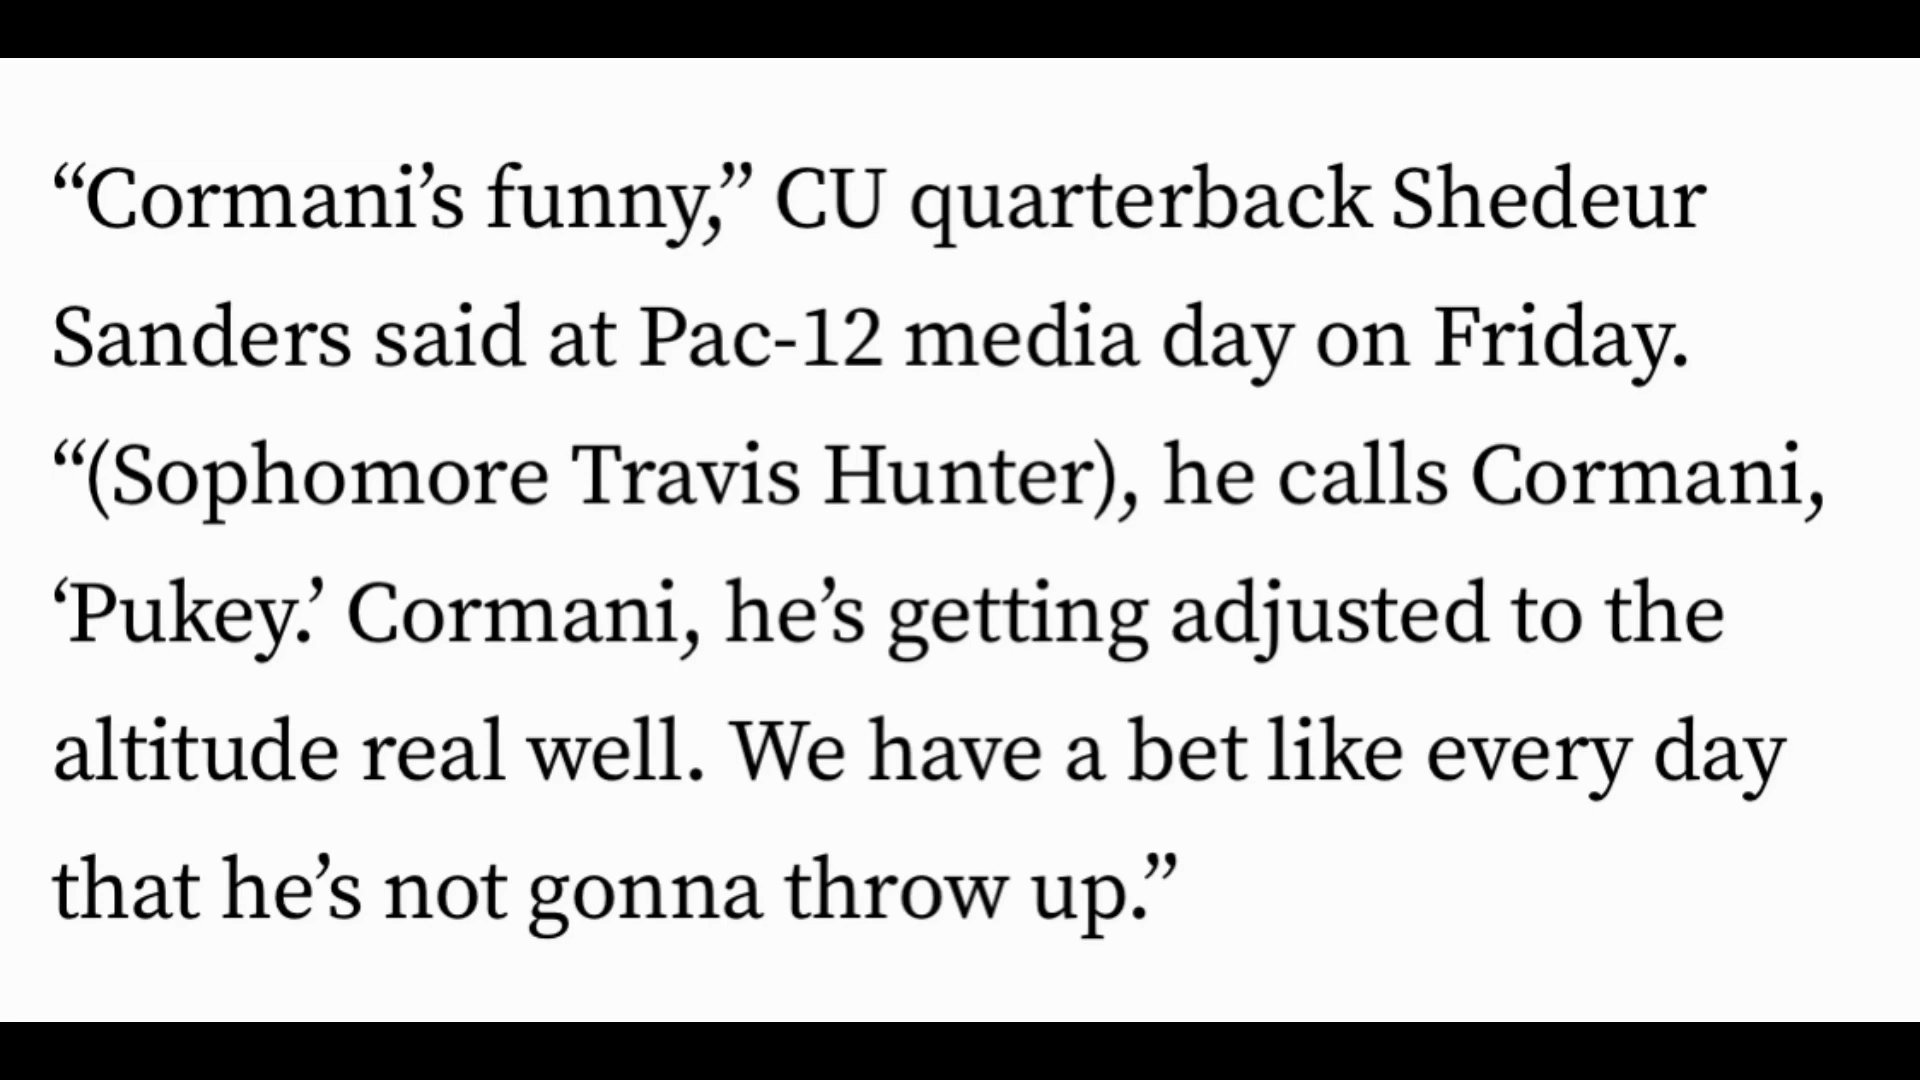 “Cormani’s funny,” CU quarterback Shedeur
Sanders said at Pac-12 media day on Friday.
“(Sophomore Travis Hunter), he calls Cormani,
‘Pukey.’ Cormani, he’s getting adjusted to the
altitude real well. We have a bet like every day
that he’s not gonna throw up.”